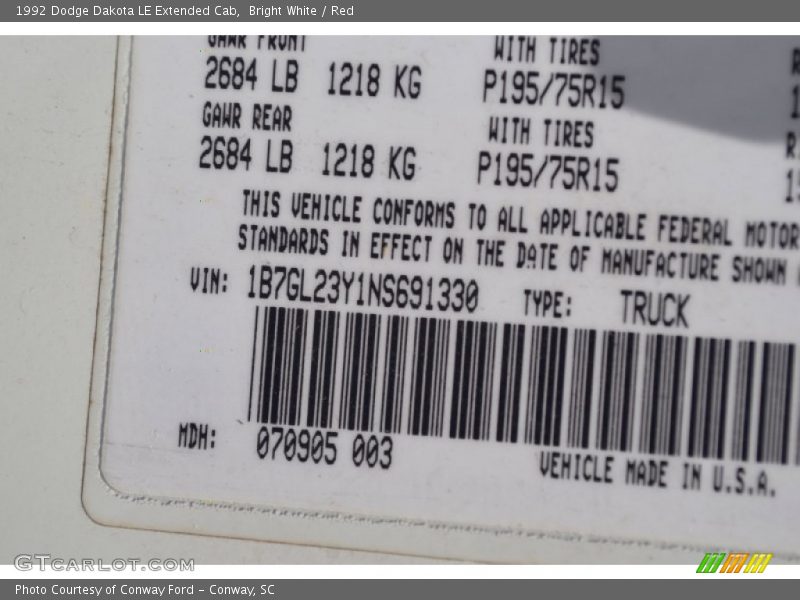 1992 Dodge Dakota LE Extended Cab, Bright White / Red
GAWR FRONT WITH TIRES
2684 LB 1218 KG P195/75R15
GAWR REAR WITH TIRES
2684 LB 1218 KG P195/75R15
THIS VEHICLE CONFORMS TO ALL APPLICABLE FEDERAL MOTOR
STANDARDS IN EFFECT ON THE DATE OF MANUFACTURE SHOWN
VIN: 1B7GL23Y1NS691330 TYPE: TRUCK
MDH: 070905 003
VEHICLE MADE IN U.S.A.
GTCARLOT.COM
Photo Courtesy of Conway Ford – Conway, SC